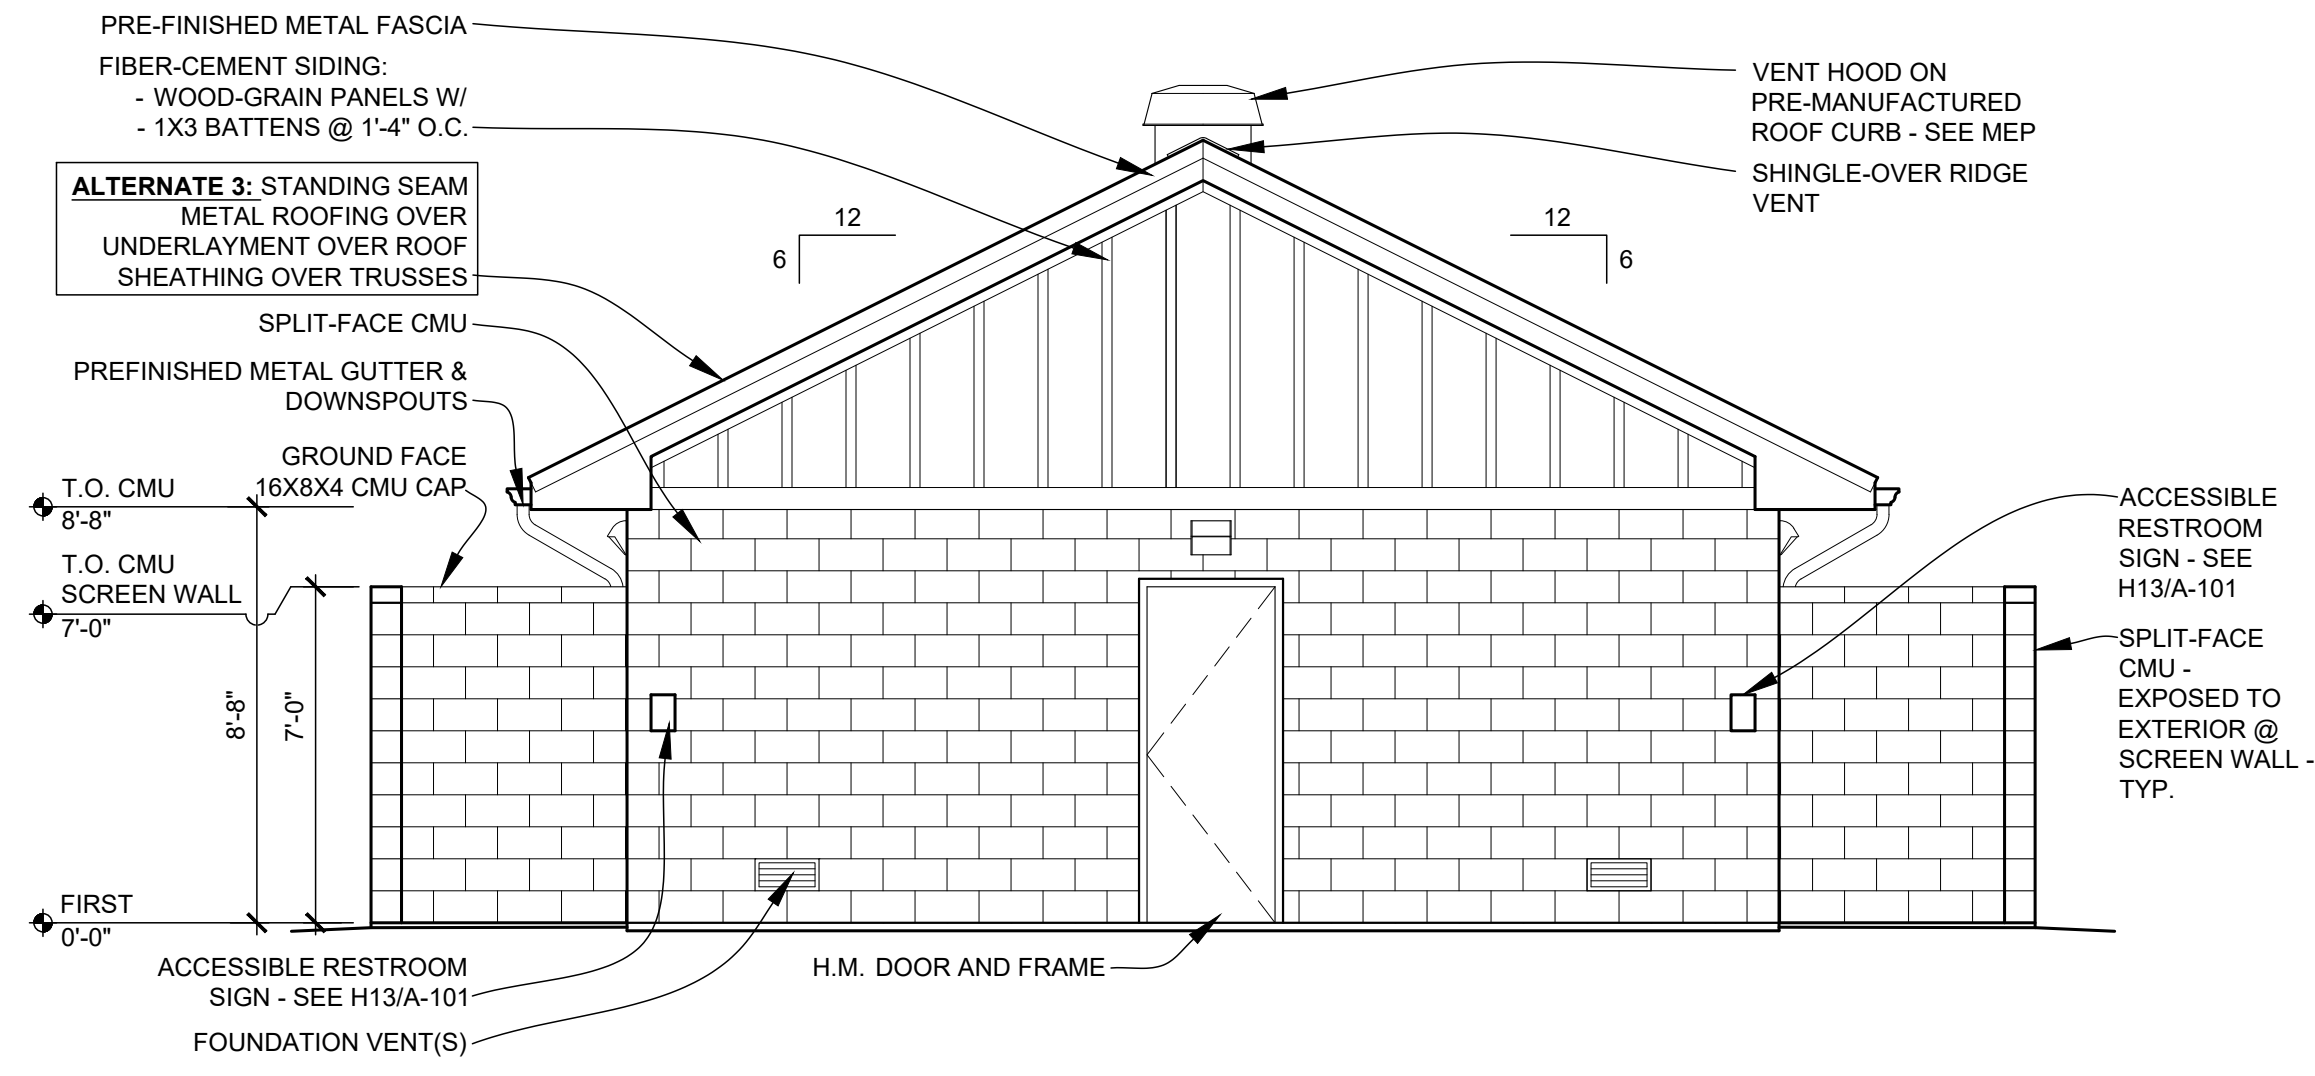 PRE-FINISHED METAL FASCIA
FIBER-CEMENT SIDING:
- WOOD-GRAIN PANELS W/
- 1X3 BATTENS @ 1'-4" O.C.
ALTERNATE 3: STANDING SEAM
METAL ROOFING OVER
UNDERLAYMENT OVER ROOF
SHEATHING OVER TRUSSES
SPLIT-FACE CMU
PREFINISHED METAL GUTTER &
DOWNSPOUTS
GROUND FACE
16X8X4 CMU CAP
T.O. CMU
8'-8"
T.O. CMU
SCREEN WALL
7'-0"
8'-8"
7'-0"
FIRST
0'-0"
ACCESSIBLE RESTROOM
SIGN - SEE H13/A-101
FOUNDATION VENT(S)
H.M. DOOR AND FRAME
12
6
12
6
VENT HOOD ON
PRE-MANUFACTURED
ROOF CURB - SEE MEP
SHINGLE-OVER RIDGE
VENT
ACCESSIBLE
RESTROOM
SIGN - SEE
H13/A-101
SPLIT-FACE
CMU -
EXPOSED TO
EXTERIOR @
SCREEN WALL -
TYP.